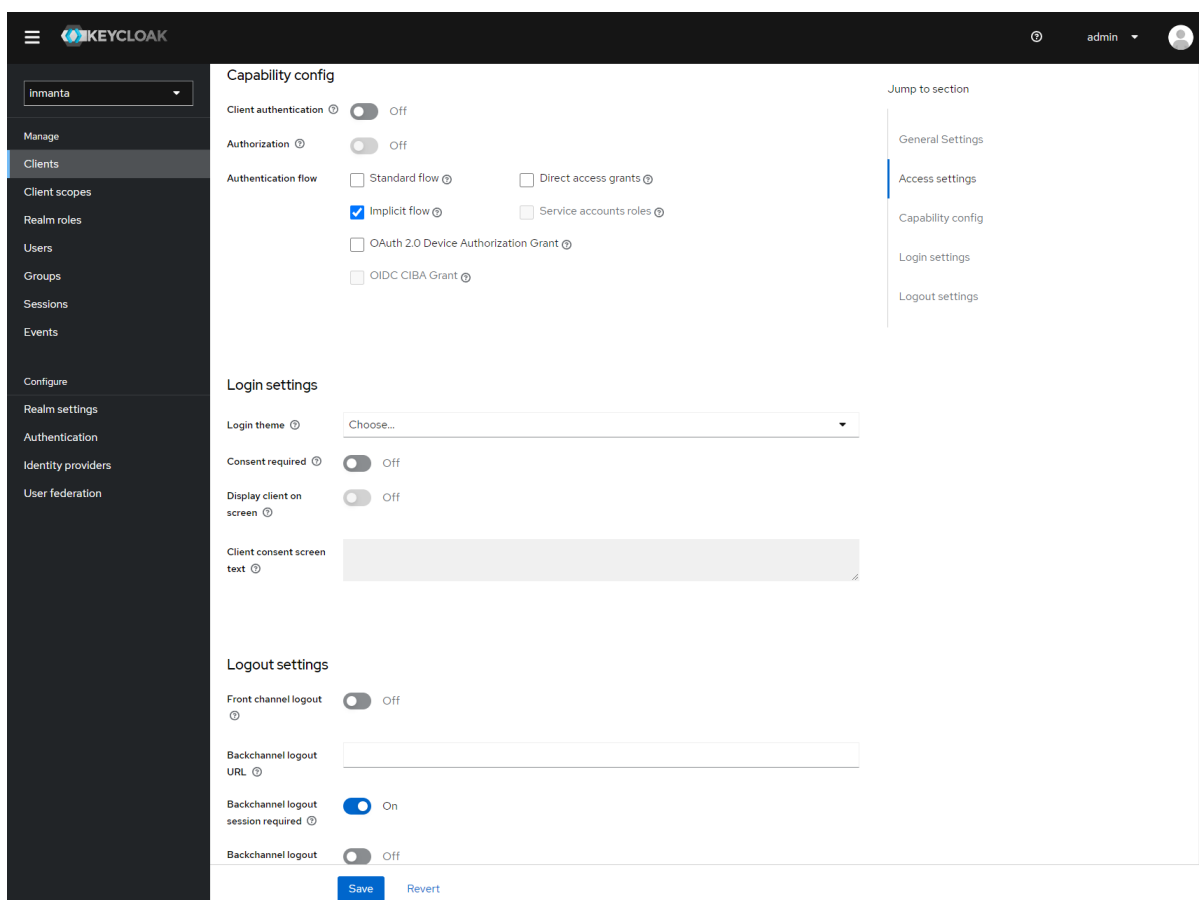 KEYCLOAK
admin
inmanta
Manage
Clients
Client scopes
Realm roles
Users
Groups
Sessions
Events
Configure
Realm settings
Authentication
Identity providers
User federation
Capability config
Client authentication Off
Authorization Off
Authentication flow Standard flow Direct access grants
Implicit flow Service accounts roles
OAuth 2.0 Device Authorization Grant
OIDC CIBA Grant
Login settings
Login theme Choose...
Consent required Off
Display client on
screen Off
Client consent screen
text
Logout settings
Front channel logout Off
Backchannel logout
URL
Backchannel logout
session required On
Backchannel logout Off
Save Revert
Jump to section
General Settings
Access settings
Capability config
Login settings
Logout settings